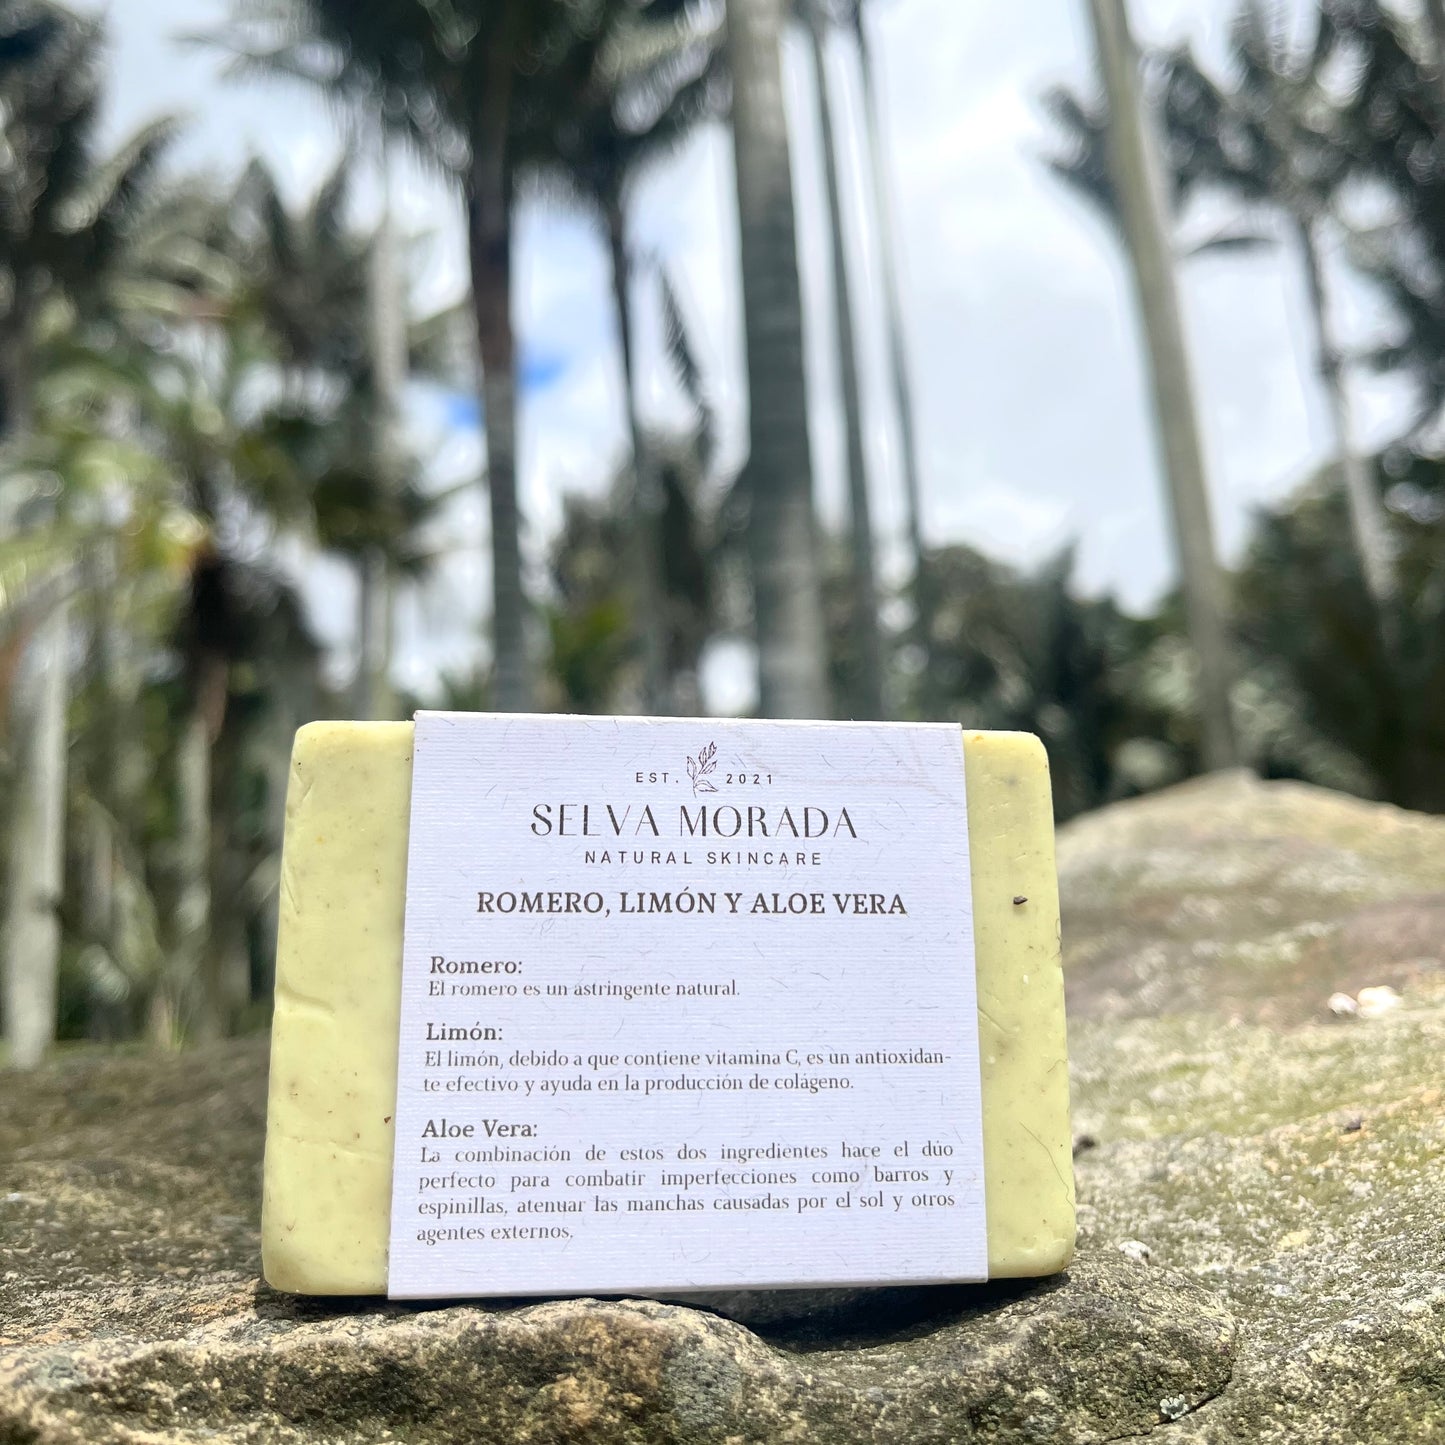 EST. 2021
SELVA MORADA
NATURAL SKINCARE
ROMERO, LIMÓN Y ALOE VERA
Romero:
El romero es un astringente natural.
Limón:
El limón, debido a que contiene vitamina C, es un antioxidan-
te efectivo y ayuda en la producción de colágeno.
Aloe Vera:
La combinación de estos dos ingredientes hace el dúo
perfecto para combatir imperfecciones como barros y
espinillas, atenuar las manchas causadas por el sol y otros
agentes externos.